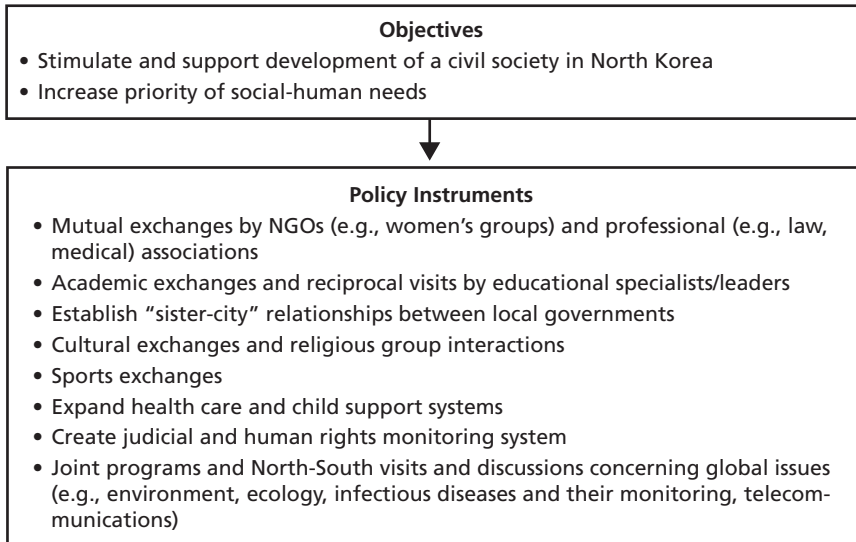 Objectives
• Stimulate and support development of a civil society in North Korea
• Increase priority of social-human needs
Policy Instruments
• Mutual exchanges by NGOs (e.g., women’s groups) and professional (e.g., law,
medical) associations
• Academic exchanges and reciprocal visits by educational specialists/leaders
• Establish “sister-city” relationships between local governments
• Cultural exchanges and religious group interactions
• Sports exchanges
• Expand health care and child support systems
• Create judicial and human rights monitoring system
• Joint programs and North-South visits and discussions concerning global issues
(e.g., environment, ecology, infectious diseases and their monitoring, telecom-
munications)